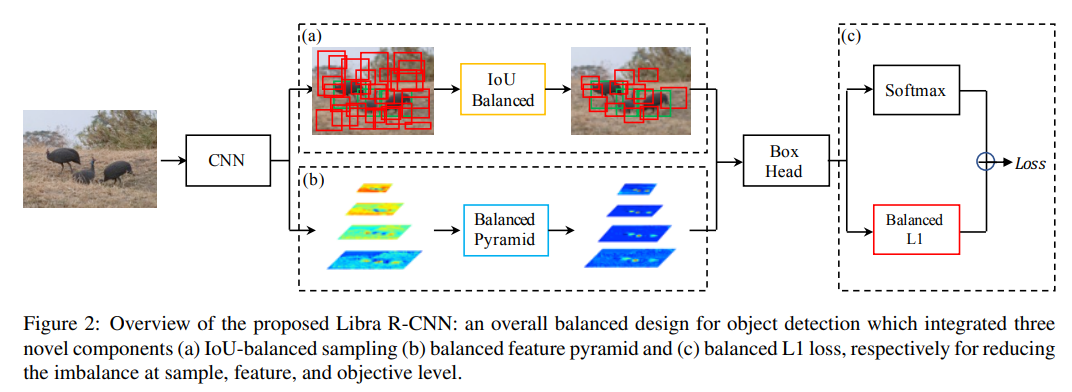 (a)
IoU
Balanced
CNN
(b)
Balanced
Pyramid
Box
Head
(c)
Softmax
Balanced
L1
Loss
Figure 2: Overview of the proposed Libra R-CNN: an overall balanced design for object detection which integrated three
novel components (a) IoU-balanced sampling (b) balanced feature pyramid and (c) balanced L1 loss, respectively for reducing
the imbalance at sample, feature, and objective level.